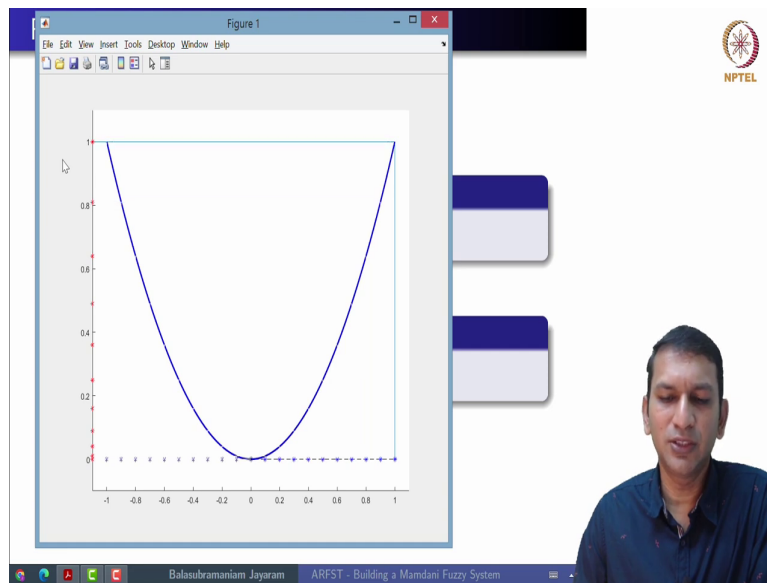 Figure 1
File Edit View Insert Tools Desktop Window Help
NPTEL
1
0.8
0.6
0.4
0.2
0
-1 -0.8 -0.6 -0.4 -0.2 0 0.2 0.4 0.6 0.8 1
Balasubramaniam Jayaram ARFST - Building a Mamdani Fuzzy System